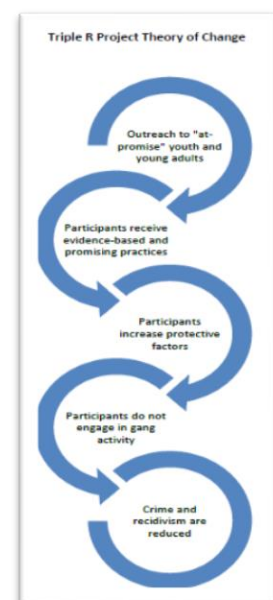 Triple R Project Theory of Change
Outreach to "at-
promise" youth and
young adults
Participants receive
evidence-based and
promising practices
Participants
increase protective
factors
Participants do not
engage in gang
activity
Crime and
recidivism are
reduced